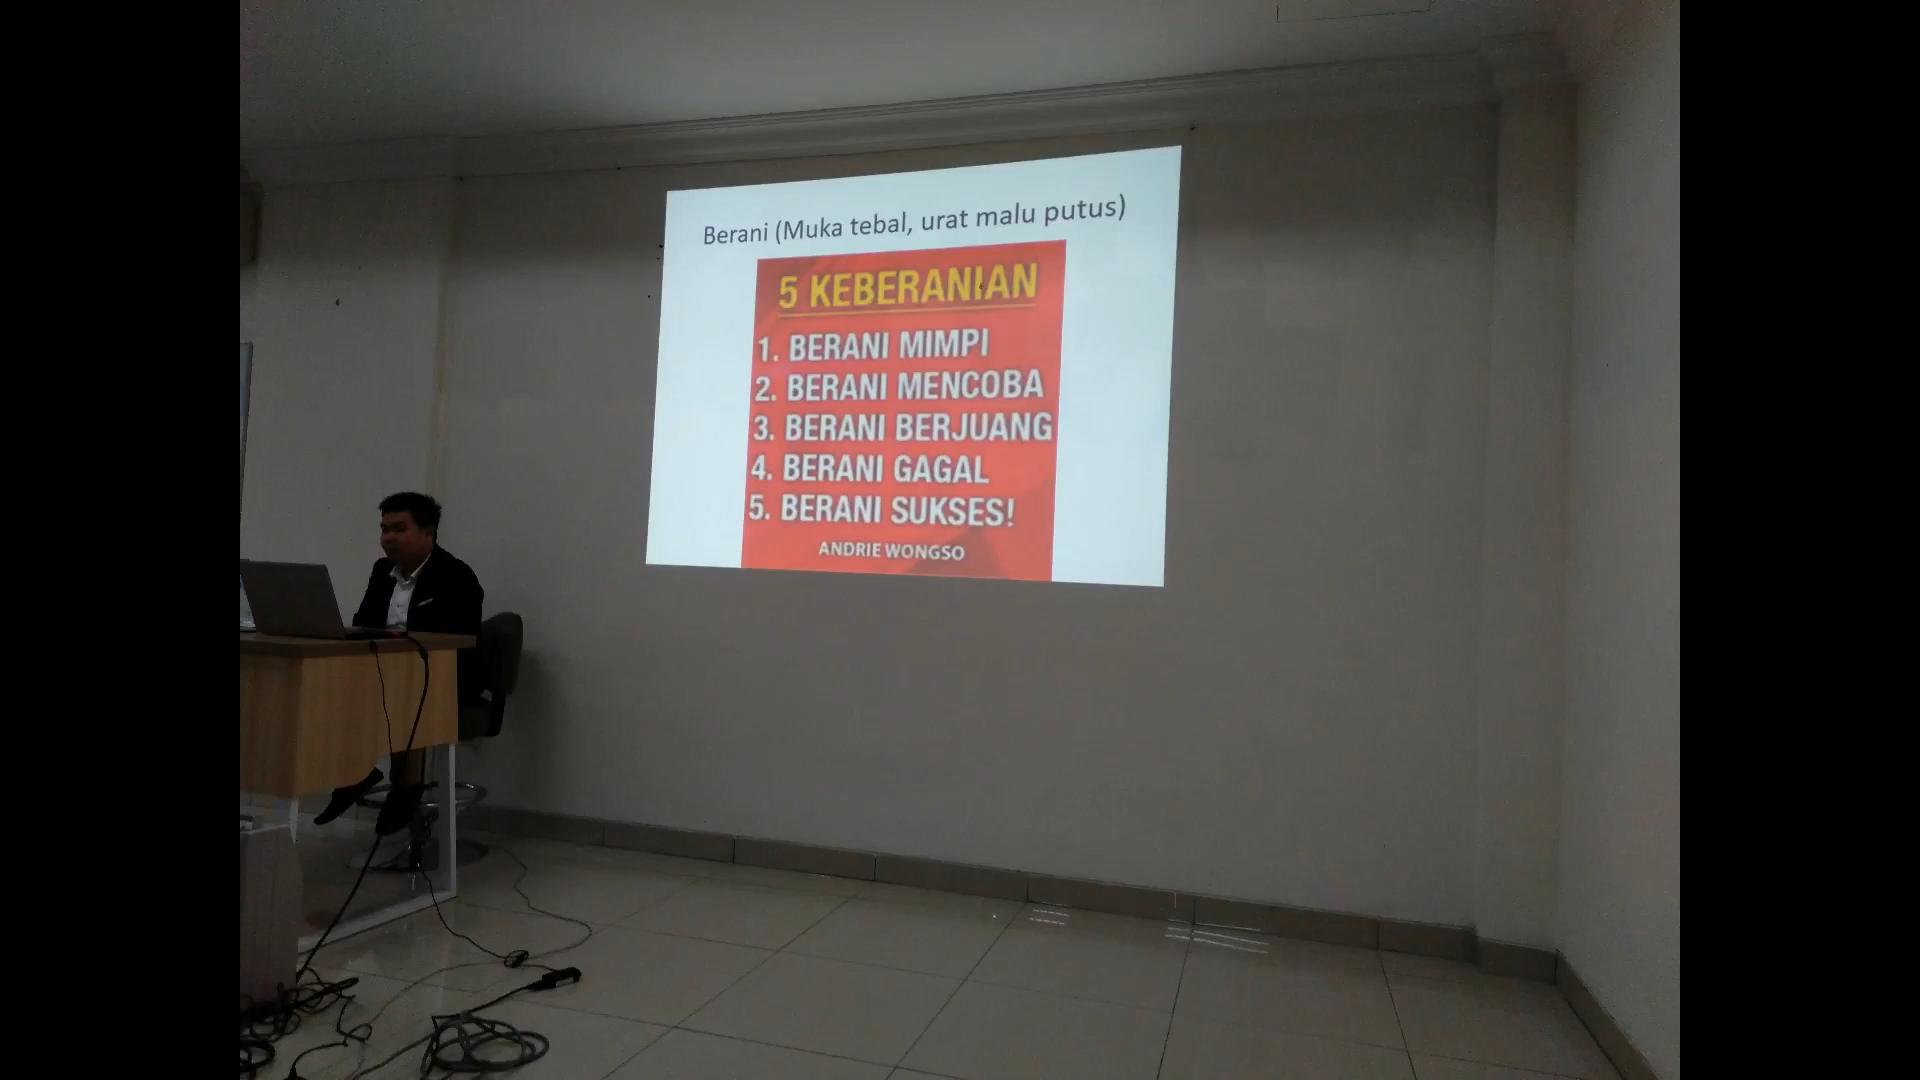 Berani (Muka tebal, urat malu putus)
5 KEBERANIAN
1. BERANI MIMPI
2. BERANI MENCOBA
3. BERANI BERJUANG
4. BERANI GAGAL
5. BERANI SUKSES!
ANDRIE WONGSO